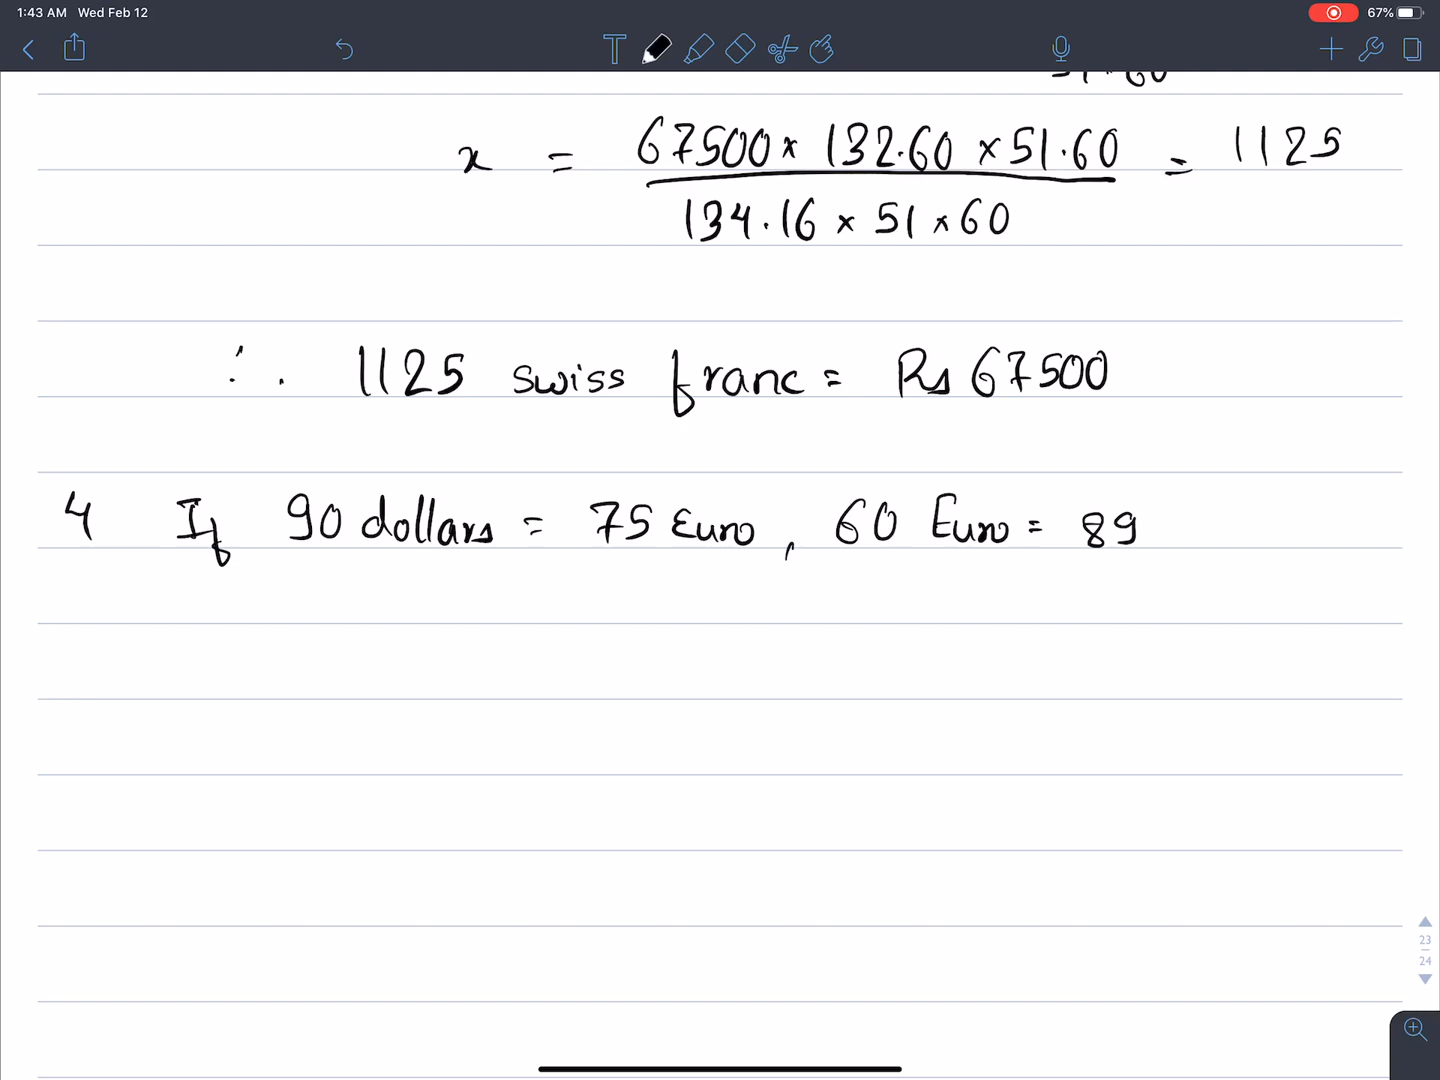 1:43 AM Wed Feb 12
67%
T
x = 67500 × 132.60 × 51.60 = 1125
134.16 × 51 × 60
∴ 1125 swiss franc = Rs 67500
4 If 90 dollars = 75 Euro, 60 Euro = 89
23
24